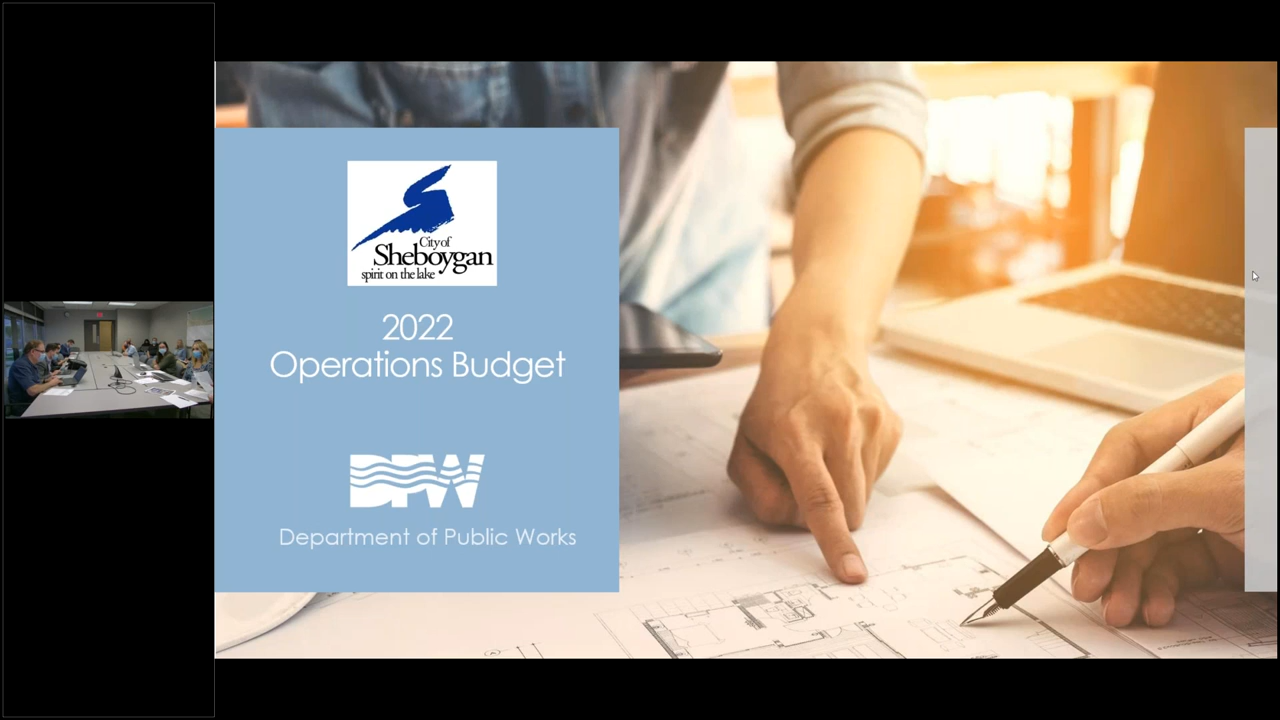 City of
Sheboygan
spirit on the lake
2022
Operations Budget
DPW
Department of Public Works